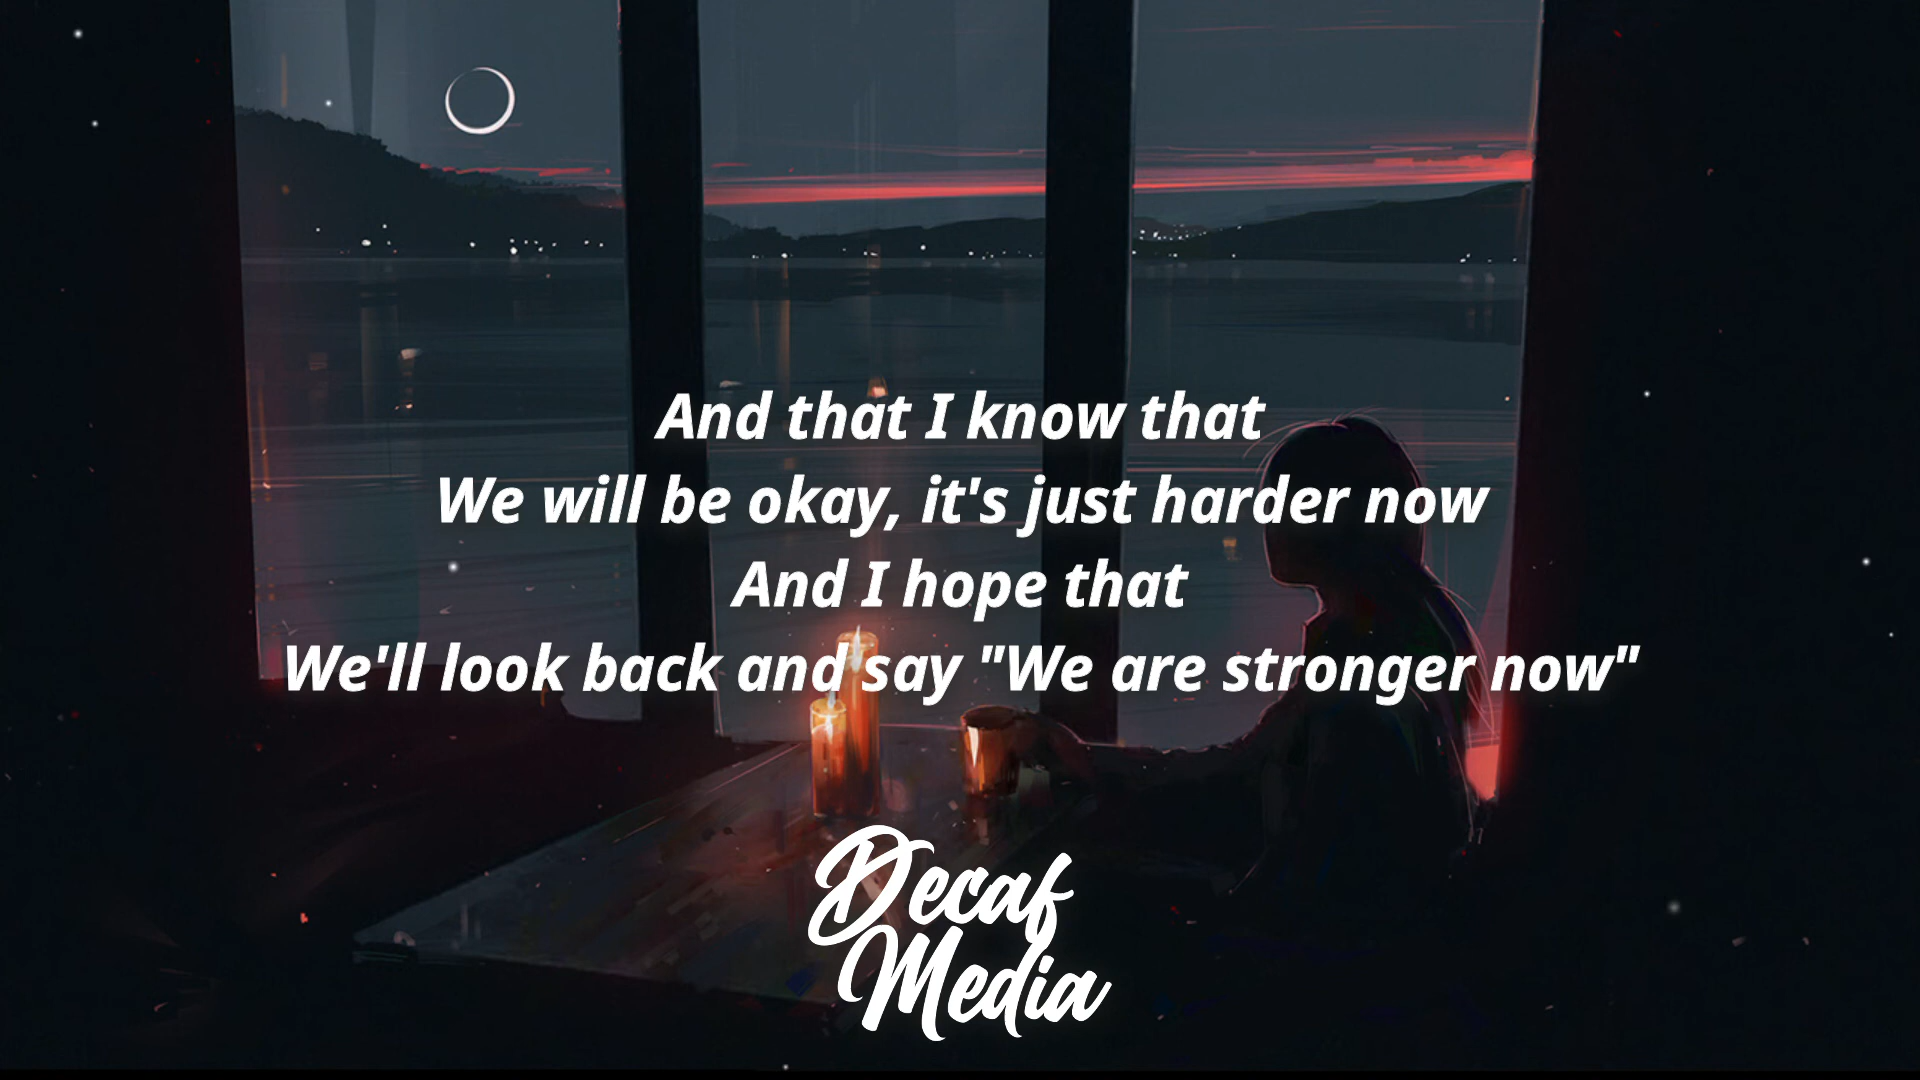 And that I know that
We will be okay, it's just harder now
And I hope that
We'll look back and say "We are stronger now"
Decaf
Media